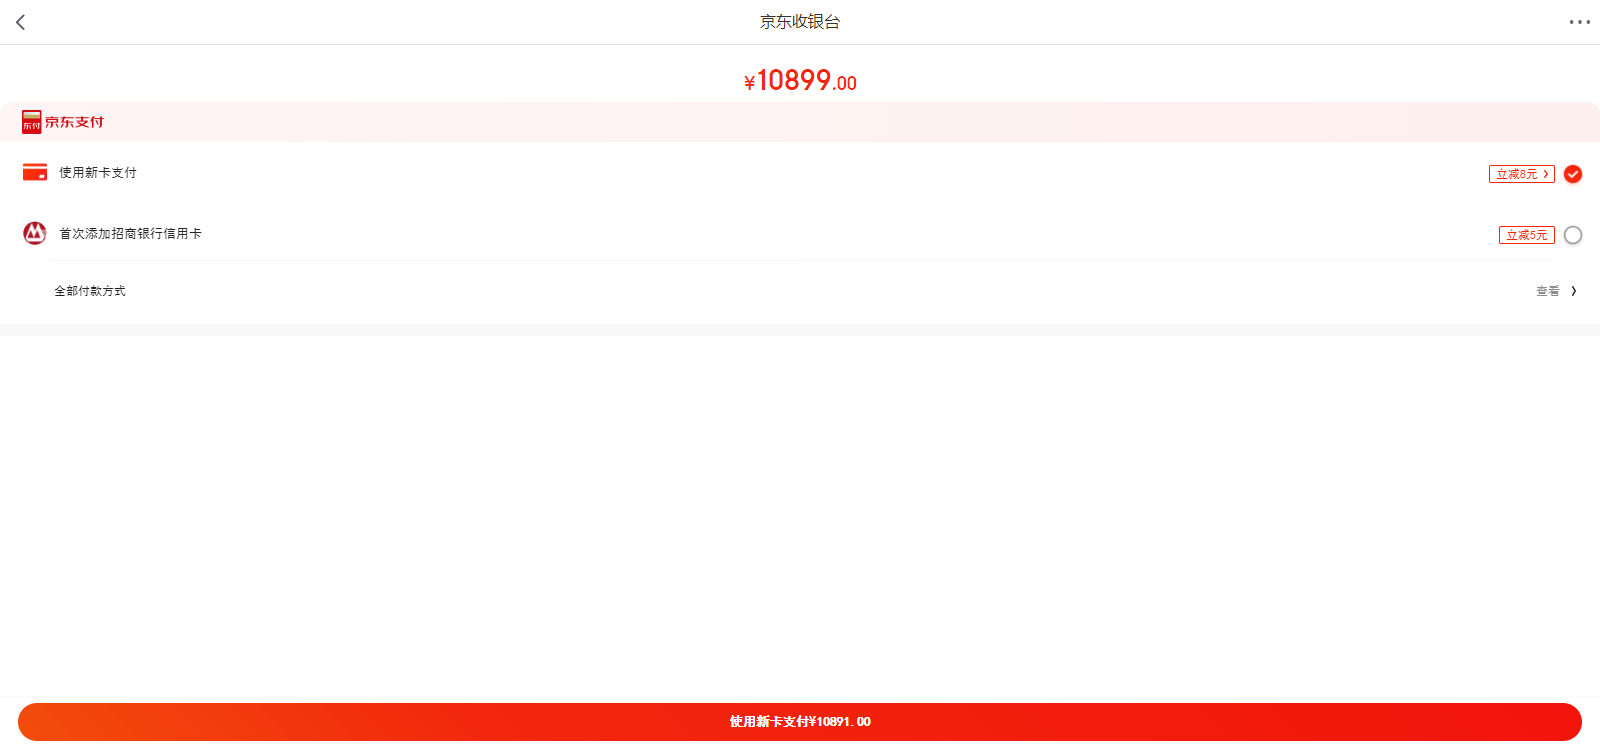 京东收银台
¥10899.00
东付 京东支付
使用新卡支付 立减8元
首次添加招商银行信用卡 立减5元
全部付款方式 查看
使用新卡支付¥10891.00